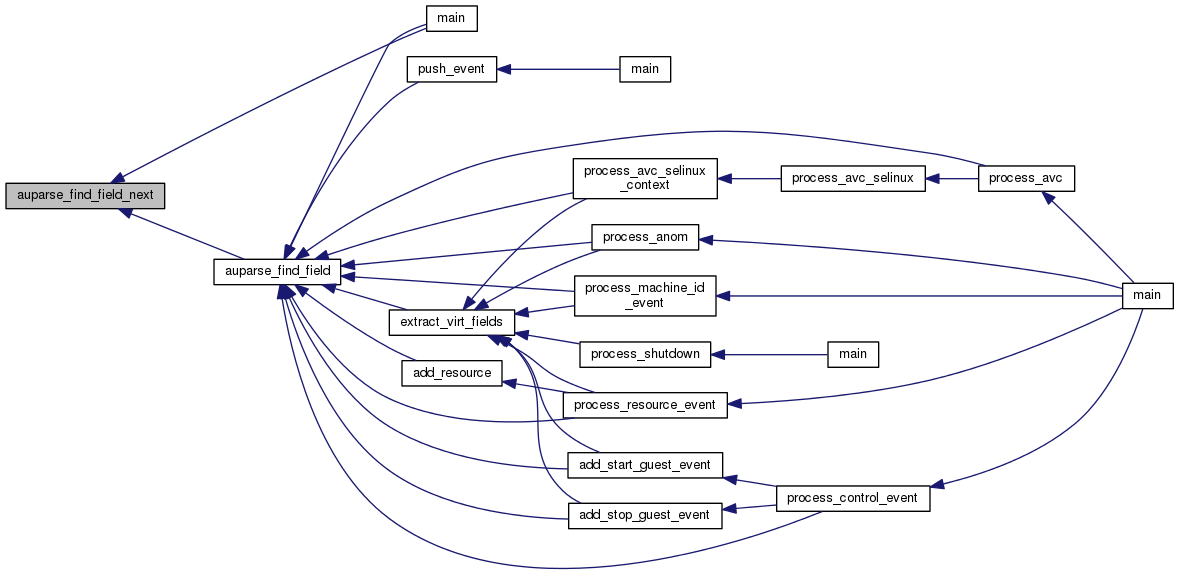 main
push_event
main
process_avc_selinux
_context
process_avc_selinux
process_avc
auparse_find_field_next
process_anom
auparse_find_field
process_machine_id
_event
main
extract_virt_fields
process_shutdown
main
add_resource
process_resource_event
add_start_guest_event
process_control_event
add_stop_guest_event